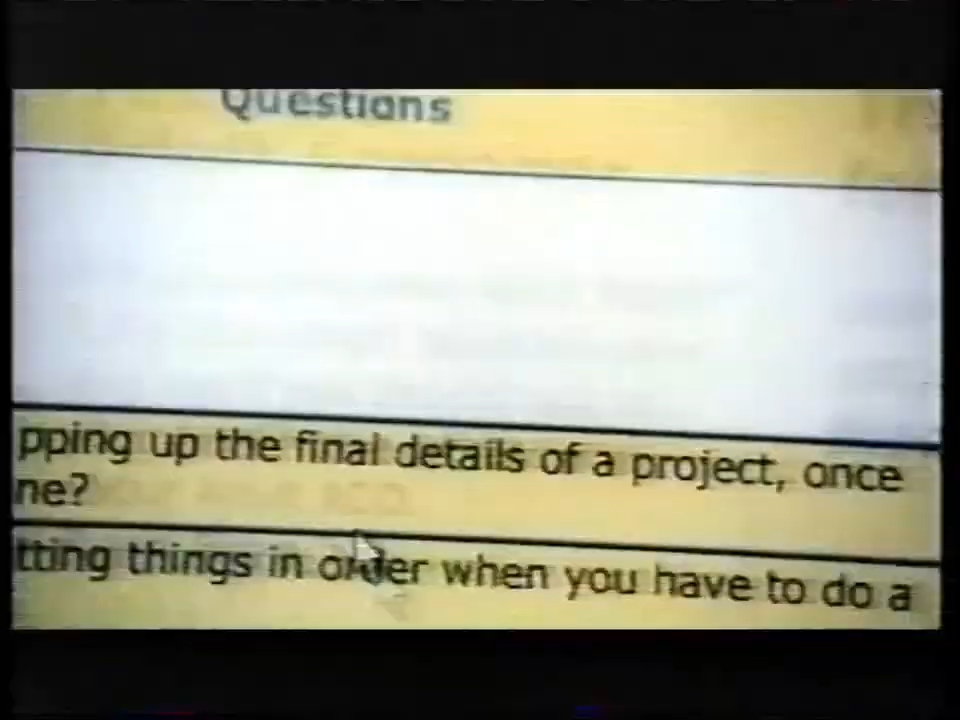 Questions
pping up the final details of a project, once
ne?
tting things in order when you have to do a